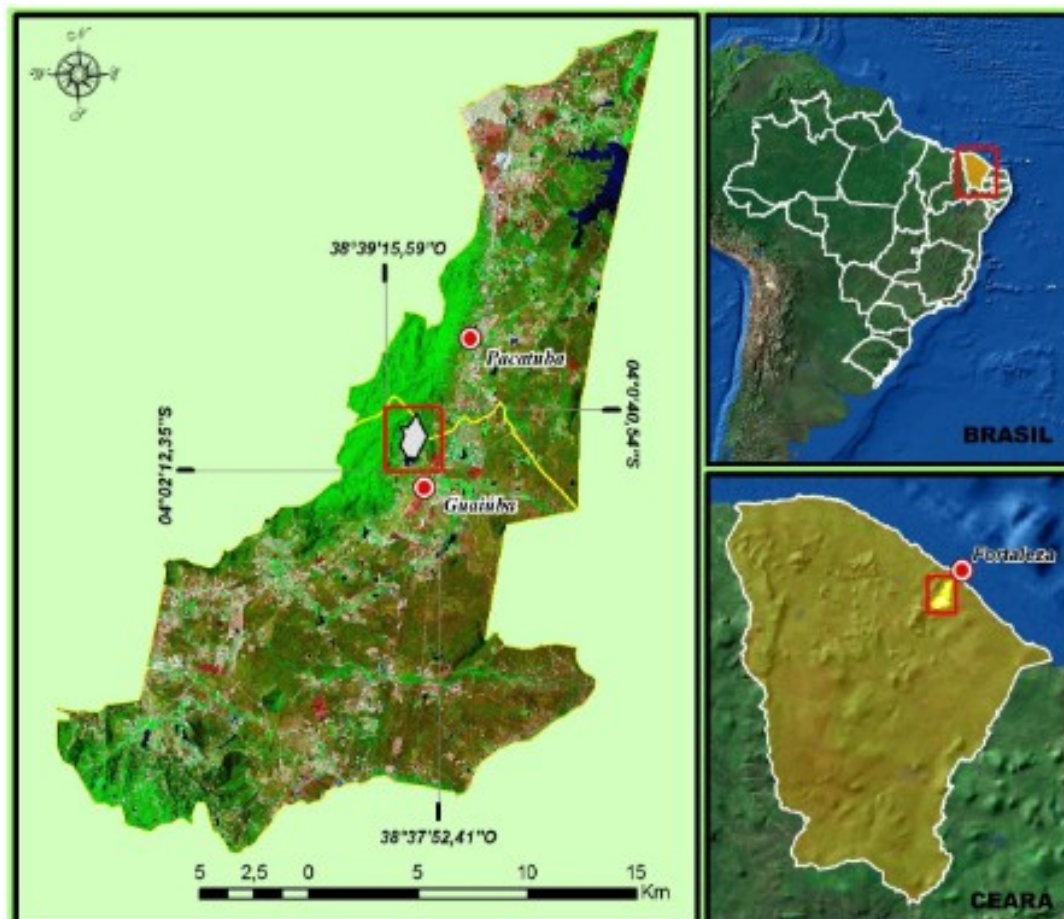 N
W
E
S
38°39'15,59"O
Pacatuba
04°0'40,54"S
04°02'12,35"S
Guaiúba
38°37'52,41"O
5 2,5 0 5 10 15
Km
BRASIL
Fortaleza
CEARA